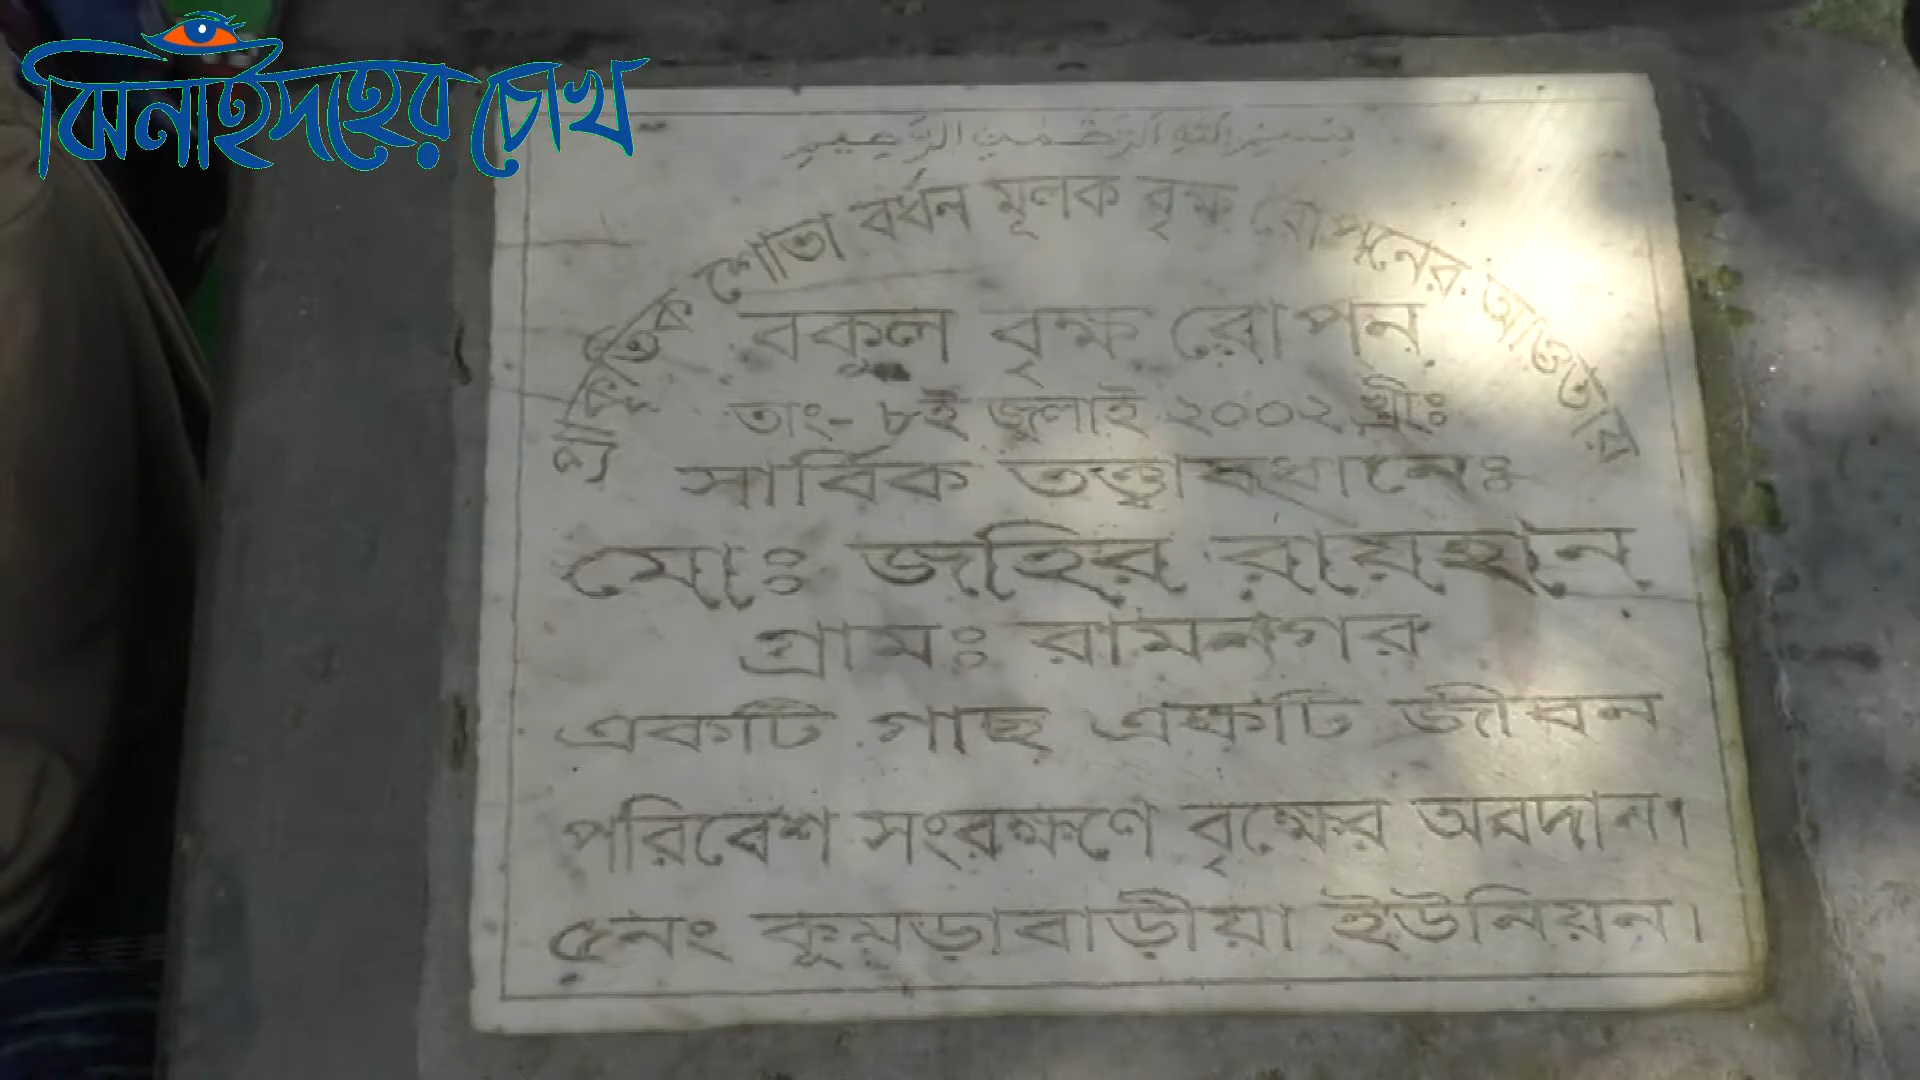 ঝিনাইদহের চোখ
بسم الله الرحمن الرحيم
প্রাকৃতিক শোভা বর্ধন মূলক বৃক্ষ রোপনের আওতায়
বকুল বৃক্ষ রোপন
তাং- ৮ই জুলাই ২০০২ খ্রীঃ
সার্বিক তত্ত্বাবধানেঃ
মোঃ জহির রায়হান
গ্রামঃ রামনগর
একটি গাছ একটি জীবন
পরিবেশ সংরক্ষণে বৃক্ষের অবদান।
৫নং কুমড়াবাড়ীয়া ইউনিয়ন।